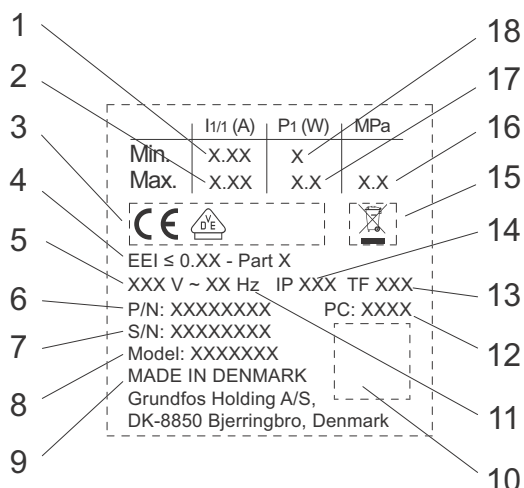 1
2
3
4
5
6
7
8
9
18
17
16
15
14
13
12
11
10
I1/1 (A) P1 (W) MPa
Min. X.XX X
Max. X.XX X.X X.X
CE VDE
EEI ≤ 0.XX - Part X
XXX V ~ XX Hz IP XXX TF XXX
P/N: XXXXXXXX PC: XXXX
S/N: XXXXXXXX
Model: XXXXXXX
MADE IN DENMARK
Grundfos Holding A/S,
DK-8850 Bjerringbro, Denmark